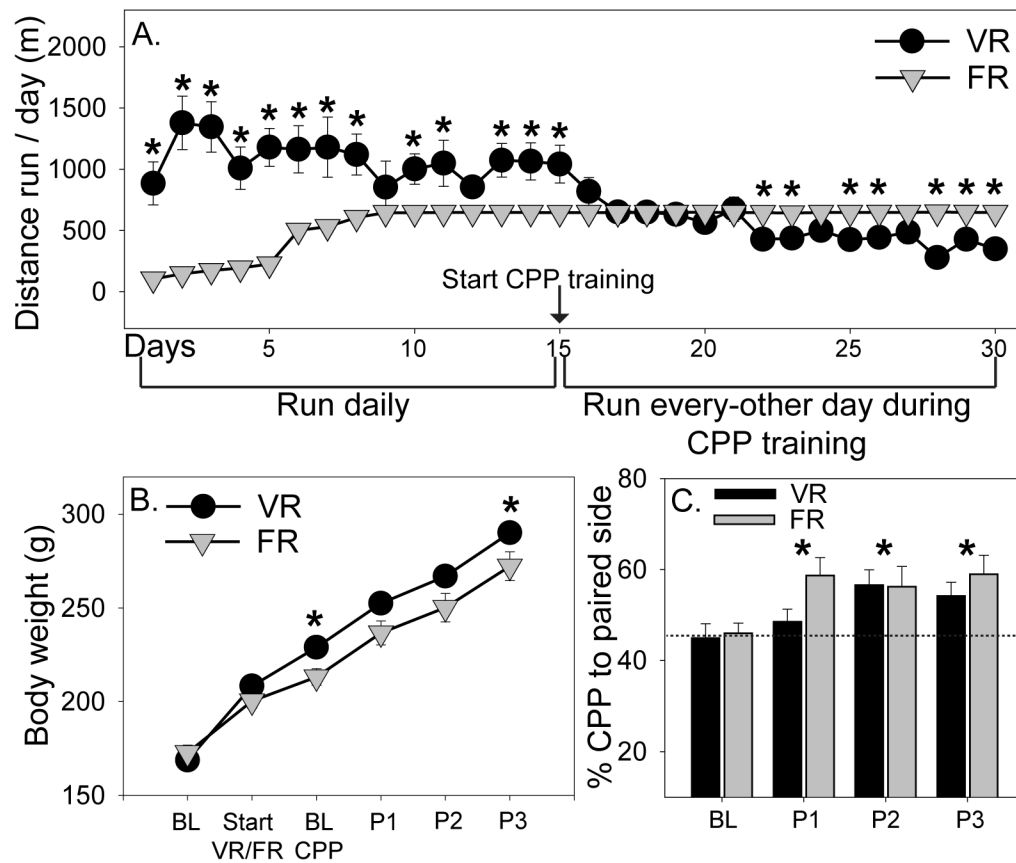 A.
Distance run / day (m)
2000
1500
1000
500
0
VR
FR
* * * * * * * * * * * * * * * * * * * *
Start CPP training
Days 5 10 15 20 25 30
Run daily
Run every-other day during
CPP training
B.
Body weight (g)
300
250
200
150
VR
FR
* *
BL Start BL P1 P2 P3
VR/FR CPP
C.
% CPP to paired side
80
60
40
20
VR
FR
* * *
BL P1 P2 P3